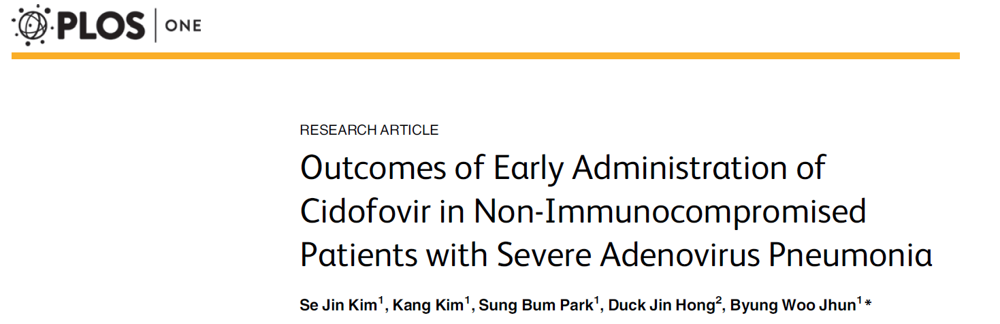 PLOS | ONE
RESEARCH ARTICLE
Outcomes of Early Administration of
Cidofovir in Non-Immunocompromised
Patients with Severe Adenovirus Pneumonia
Se Jin Kim1, Kang Kim1, Sung Bum Park1, Duck Jin Hong2, Byung Woo Jhun1*